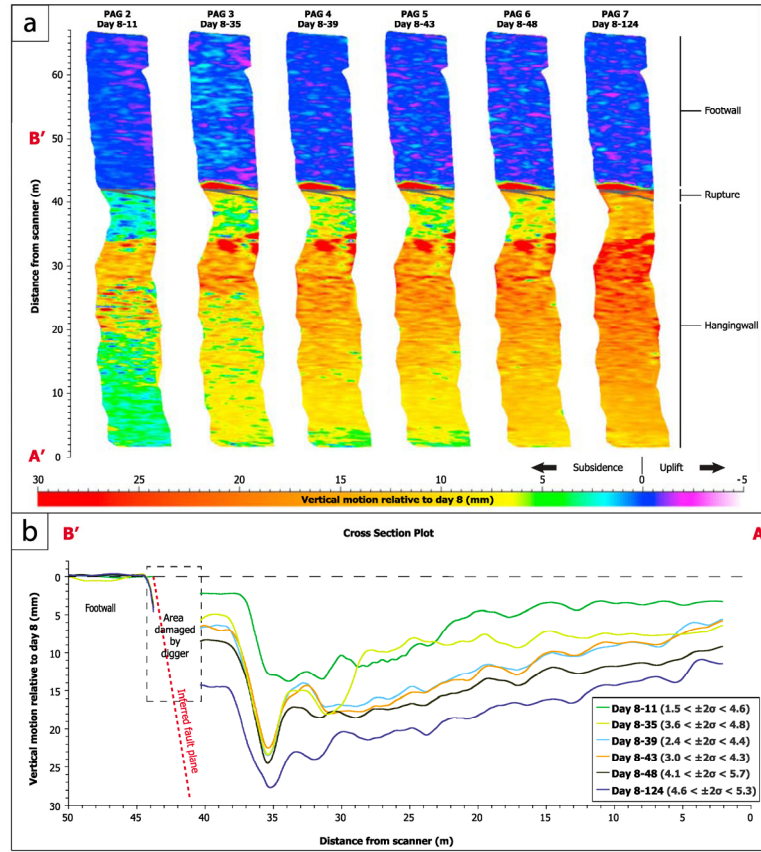 a
PAG 2
Day 8-11
PAG 3
Day 8-35
PAG 4
Day 8-39
PAG 5
Day 8-43
PAG 6
Day 8-48
PAG 7
Day 8-124
60
50
40
30
20
10
0
B'
A'
Distance from scanner (m)
Footwall
Rupture
Hangingwall
Subsidence
Uplift
30
25
20
15
10
5
0
-5
Vertical motion relative to day 8 (mm)
b
B'
Cross Section Plot
A
0
5
10
15
20
25
30
Vertical motion relative to day 8 (mm)
Footwall
Area
damaged
by
digger
Inferred fault plane
Day 8-11 (1.5 < ±2σ < 4.6)
Day 8-35 (3.6 < ±2σ < 4.8)
Day 8-39 (2.4 < ±2σ < 4.4)
Day 8-43 (3.0 < ±2σ < 4.3)
Day 8-48 (4.1 < ±2σ < 5.7)
Day 8-124 (4.6 < ±2σ < 5.3)
50
45
40
35
30
25
20
15
10
5
0
Distance from scanner (m)